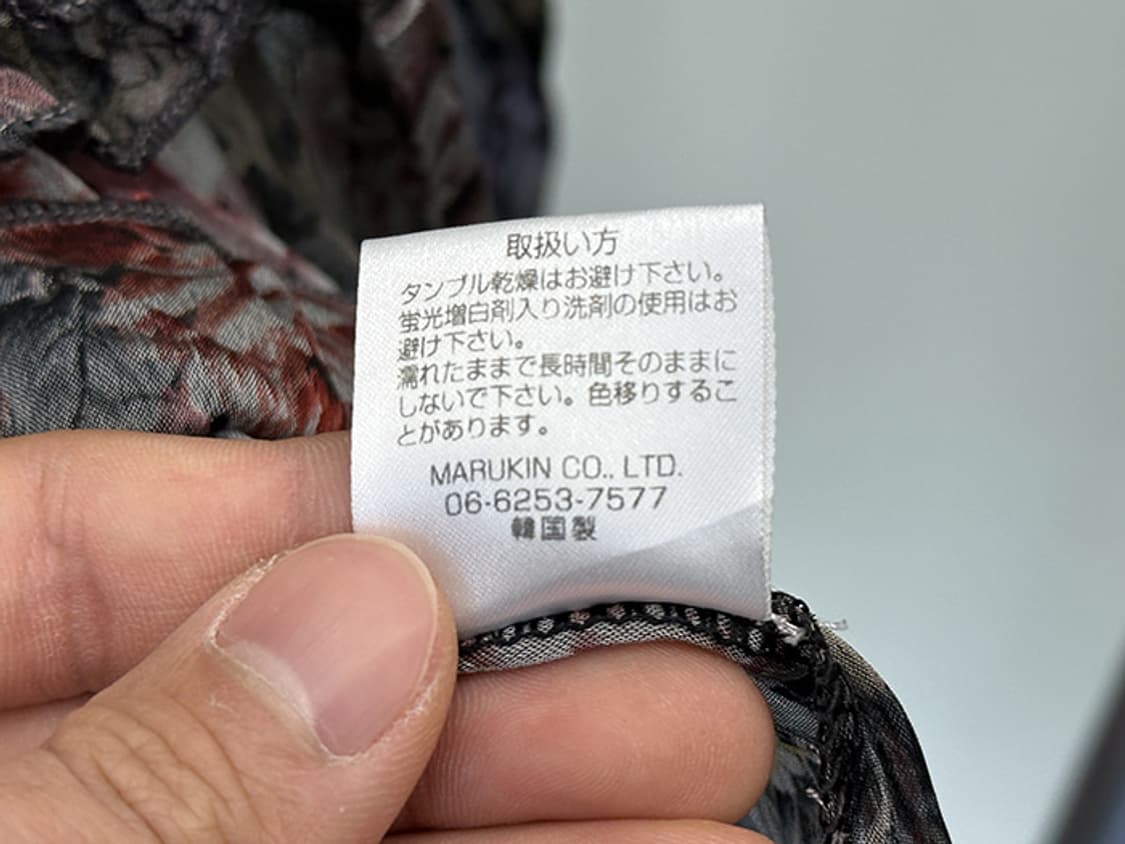 取扱い方
タンブル乾燥はお避け下さい。
蛍光増白剤入り洗剤の使用はお
避け下さい。
濡れたままで長時間そのままに
しないで下さい。色移りするこ
とがあります。
MARUKIN CO., LTD.
06-6253-7577
韓国製